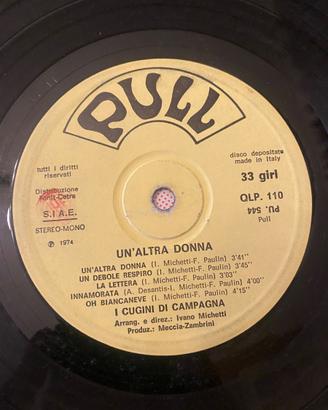 PULL
tutti i diritti
riservati
Distribuzione
Fonit-Cetra
S.I.A.E.
STEREO-MONO
℗ 1974
disco depositato
made in Italy
33 giri
QLP. 110
PU. 544
Pull
UN'ALTRA DONNA
UN'ALTRA DONNA (I. Michetti-F. Paulin) 3'41"
UN DEBOLE RESPIRO (I. Michetti-F. Paulin) 3'45"
LA LETTERA (I. Michetti-F. Paulin) 3'03"
INNAMORATA (A. Desantis-I. Michetti) 4'00"
OH BIANCANEVE (I. Michetti-F. Paulin) 4'15"
I CUGINI DI CAMPAGNA
Arrang. e direz.: Ivano Michetti
Produz.: Meccia-Zambrini